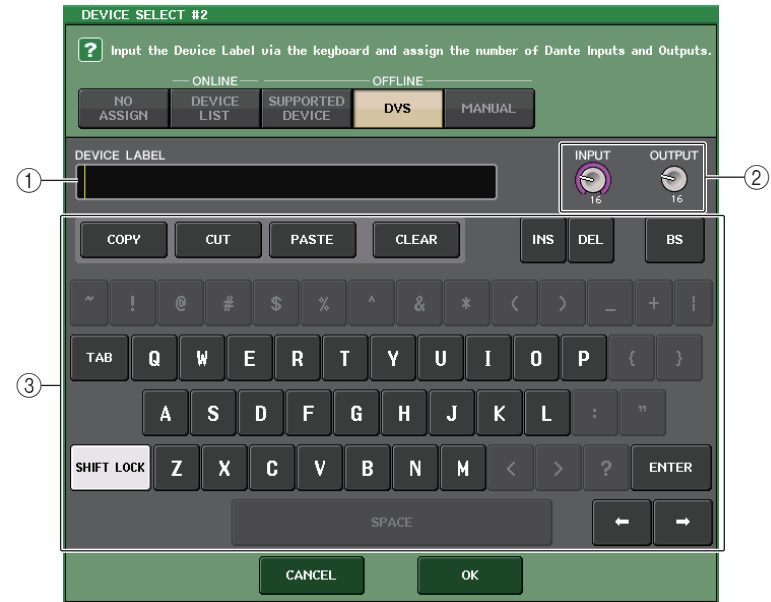 DEVICE SELECT #2
? Input the Device Label via the keyboard and assign the number of Dante Inputs and Outputs.
ONLINE OFFLINE
NO ASSIGN DEVICE LIST SUPPORTED DEVICE DVS MANUAL
DEVICE LABEL INPUT OUTPUT
① ②
16 16
COPY CUT PASTE CLEAR INS DEL BS
~ ! @ # $ % ^ & * ( ) _ + ¦
TAB Q W E R T Y U I O P { }
③
A S D F G H J K L : "
SHIFT LOCK Z X C V B N M < > ? ENTER
SPACE ← →
CANCEL OK